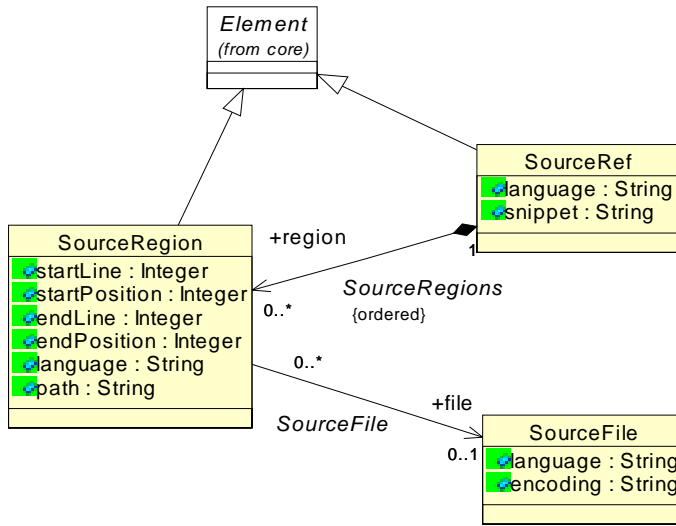 Element
(from core)
SourceRef
language : String
snippet : String
SourceRegion
startLine : Integer
startPosition : Integer
endLine : Integer
endPosition : Integer
language : String
path : String
+region
1
SourceRegions
0..*
{ordered}
0..*
+file
SourceFile
0..1
SourceFile
language : String
encoding : String